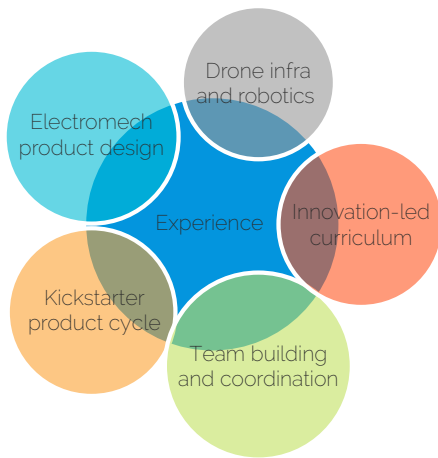 Drone infra
and robotics
Electromech
product design
Experience
Innovation-led
curriculum
Kickstarter
product cycle
Team building
and coordination